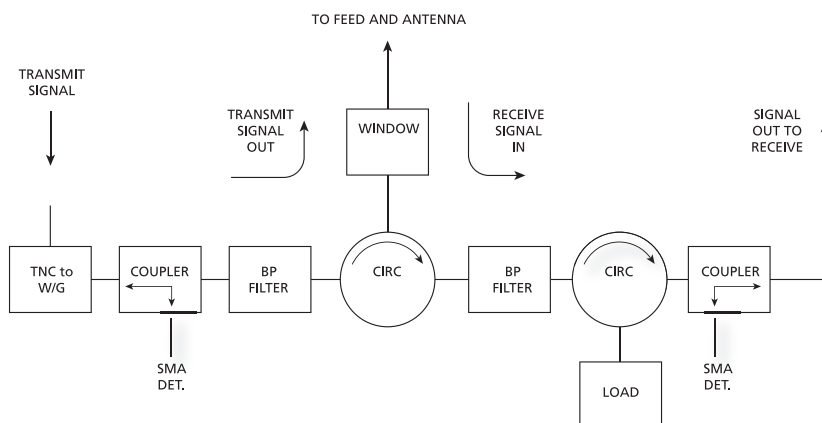 TO FEED AND ANTENNA
TRANSMIT
SIGNAL
TRANSMIT
SIGNAL
OUT
WINDOW
RECEIVE
SIGNAL
IN
SIGNAL
OUT TO
RECEIVE
TNC to
W/G
COUPLER
BP
FILTER
CIRC
BP
FILTER
CIRC
COUPLER
SMA
DET.
LOAD
SMA
DET.